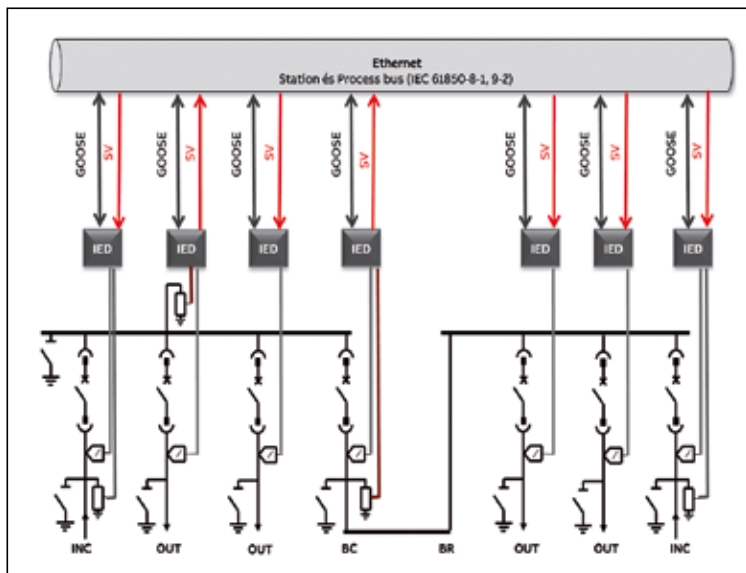 Ethernet
Station és Process bus (IEC 61850-8-1, 9-2)
GOOSE SV GOOSE SV GOOSE SV GOOSE SV GOOSE SV GOOSE SV GOOSE SV
IED IED IED IED IED IED IED
INC OUT OUT BC BR OUT OUT INC